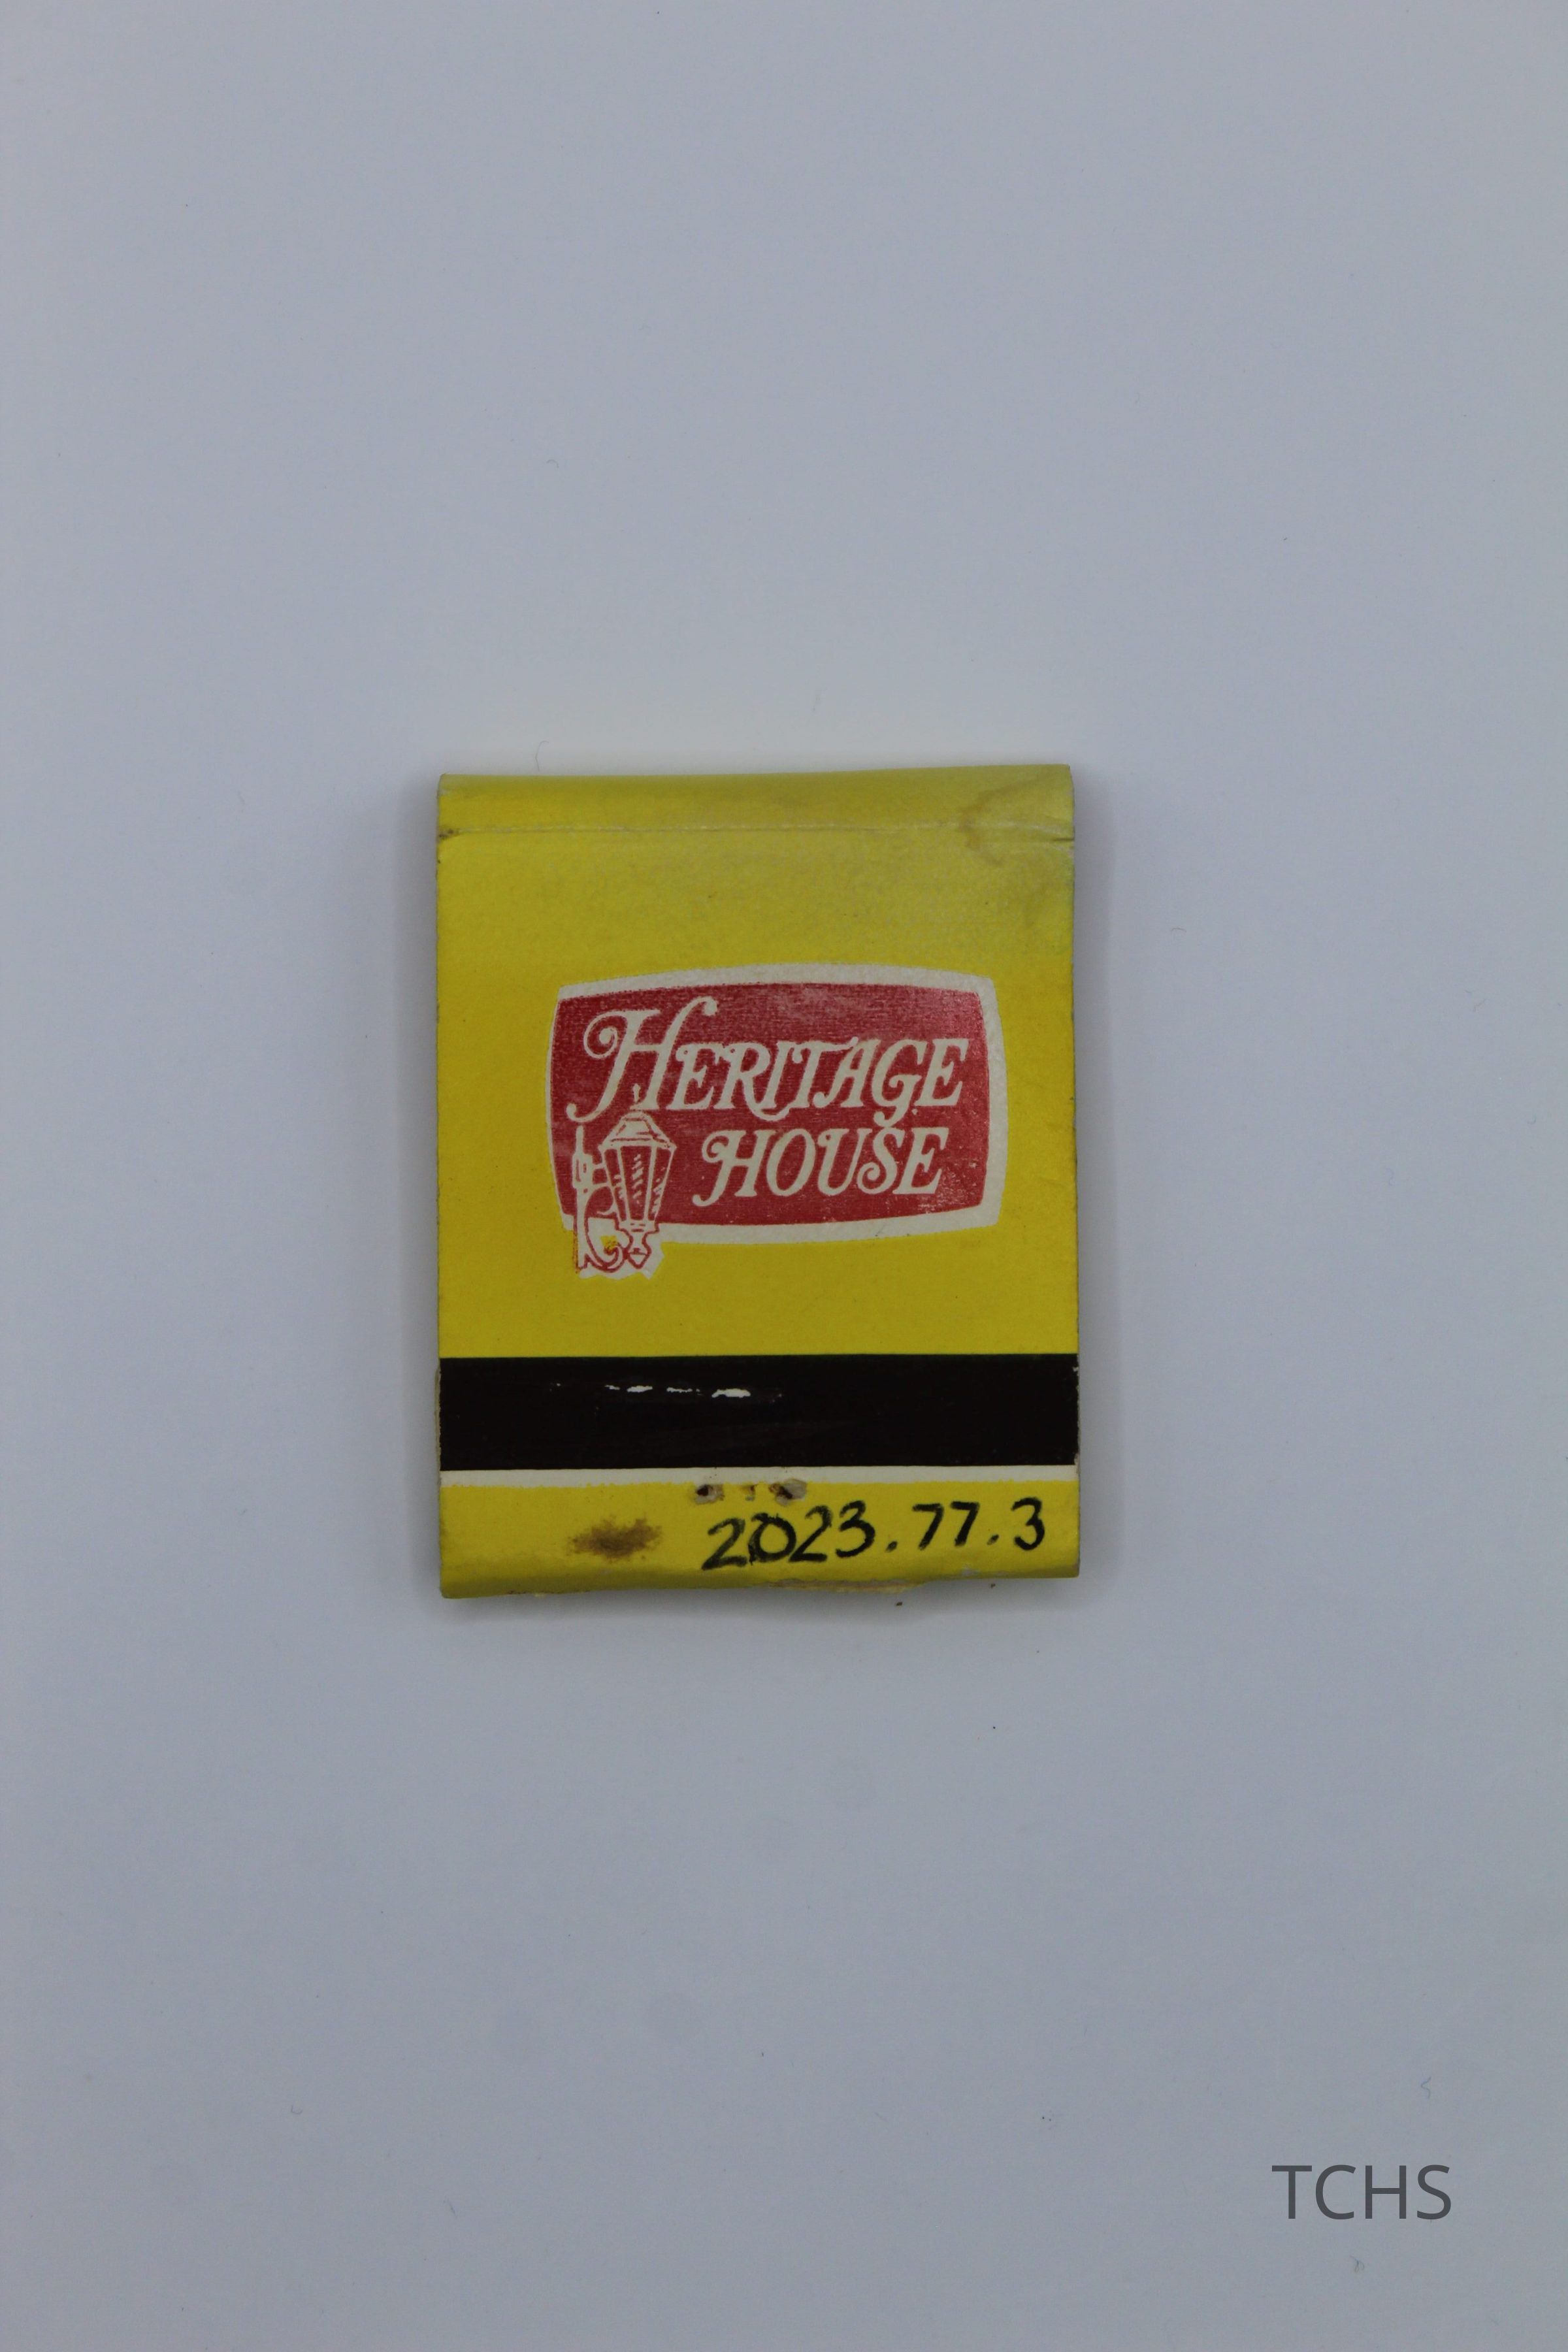 HERITAGE
HOUSE
2023.77.3
TCHS